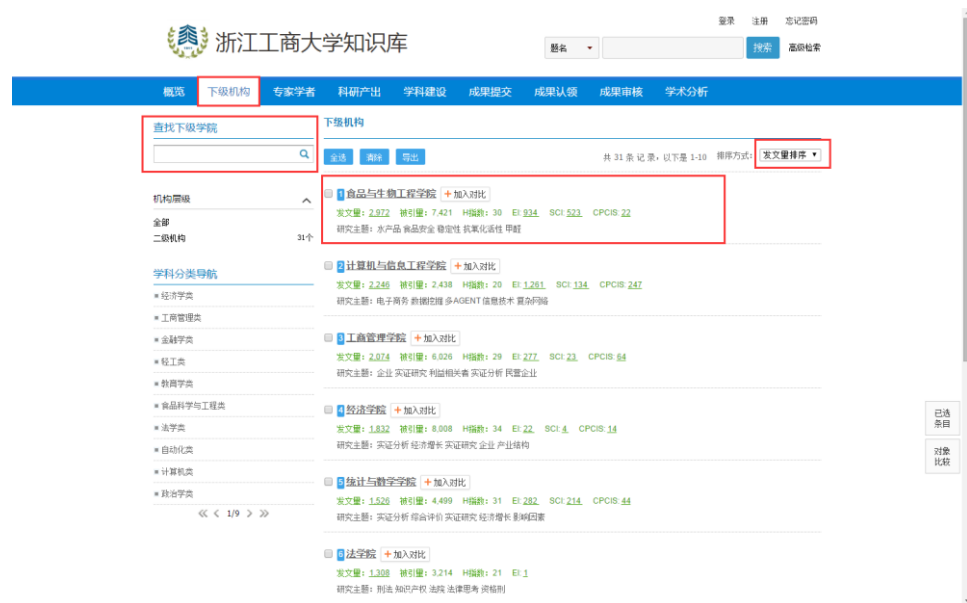 登录 注册 忘记密码
浙江工商大学知识库
题名 搜索 高级检索
概览 下级机构 专家学者 科研产出 学科建设 成果提交 成果认领 成果审核 学术分析
查找下级学院
机构层级
全部
二级机构 31个
学科分类导航
经济学类
工商管理类
金融学类
轻工类
教育学类
食品科学与工程类
法学类
自动化类
计算机类
政治学类
1/9
下级机构
全选 清除 导出 共 31 条 记 录，以下是 1-10 排序方式: 发文量排序
1 食品与生物工程学院 +加入对比
发文量: 2,972 被引量: 7,421 H指数: 30 EI: 934 SCI: 523 CPCIS: 22
研究主题: 水产品 食品安全 稳定性 抗氧化活性 甲醛
2 计算机与信息工程学院 +加入对比
发文量: 2,246 被引量: 2,438 H指数: 20 EI: 1,261 SCI: 134 CPCIS: 247
研究主题: 电子商务 数据挖掘 多AGENT 信息技术 复杂网络
3 工商管理学院 +加入对比
发文量: 2,074 被引量: 6,026 H指数: 29 EI: 277 SCI: 23 CPCIS: 64
研究主题: 企业 实证研究 利益相关者 实证分析 民营企业
4 经济学院 +加入对比
发文量: 1,832 被引量: 8,008 H指数: 34 EI: 22 SCI: 4 CPCIS: 14
研究主题: 实证分析 经济增长 实证研究 企业 产业结构
5 统计与数学学院 +加入对比
发文量: 1,526 被引量: 4,499 H指数: 31 EI: 282 SCI: 214 CPCIS: 44
研究主题: 实证分析 综合评价 实证研究 经济增长 影响因素
6 法学院 +加入对比
发文量: 1,308 被引量: 3,214 H指数: 21 EI: 1
研究主题: 刑法 知识产权 法院 法律思考 资格刑
已选
条目
对象
比较